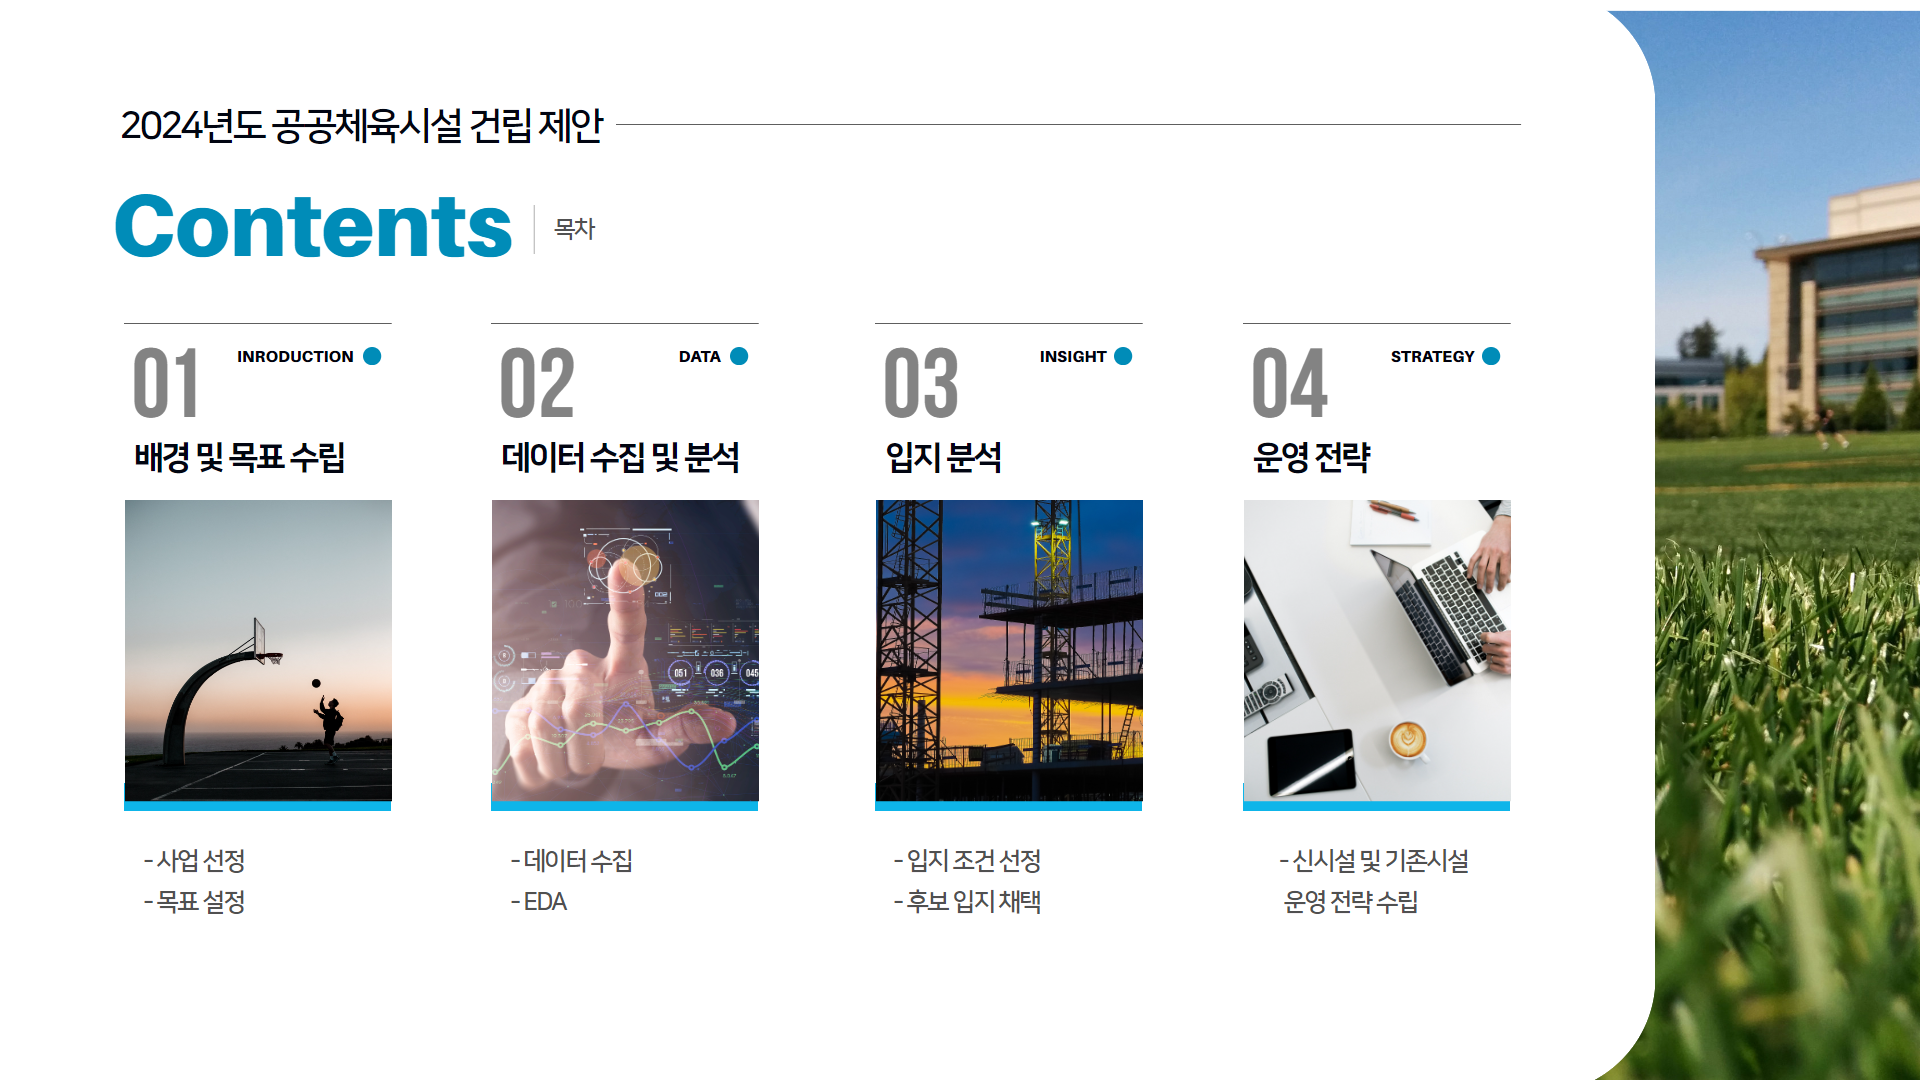 2024년도 공공체육시설 건립 제안
Contents
목차
01
INRODUCTION
배경 및 목표 수립
- 사업 선정
- 목표 설정
02
DATA
데이터 수집 및 분석
051 036 045
- 데이터 수집
- EDA
03
INSIGHT
입지 분석
- 입지 조건 선정
- 후보 입지 채택
04
STRATEGY
운영 전략
- 신시설 및 기존시설
운영 전략 수립